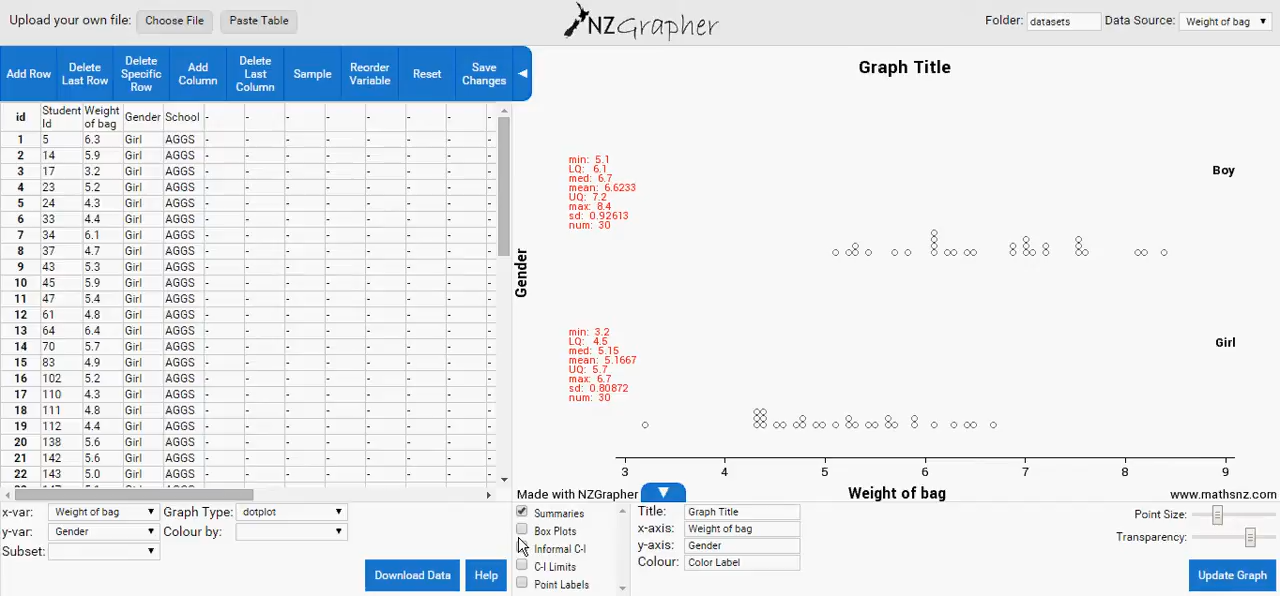 Upload your own file: Choose File Paste Table
NZGrapher
Folder: datasets Data Source: Weight of bag
Add Row
Delete Last Row
Delete Specific Row
Add Column
Delete Last Column
Sample
Reorder Variable
Reset
Save Changes
id Student Id Weight of bag Gender School - - - - - - - -
1 5 6.3 Girl AGGS - - - - - - - -
2 14 5.9 Girl AGGS - - - - - - - -
3 17 3.2 Girl AGGS - - - - - - - -
4 23 5.2 Girl AGGS - - - - - - - -
5 24 4.3 Girl AGGS - - - - - - - -
6 33 4.4 Girl AGGS - - - - - - - -
7 34 6.1 Girl AGGS - - - - - - - -
8 37 4.7 Girl AGGS - - - - - - - -
9 43 5.3 Girl AGGS - - - - - - - -
10 45 5.9 Girl AGGS - - - - - - - -
11 47 5.4 Girl AGGS - - - - - - - -
12 61 4.8 Girl AGGS - - - - - - - -
13 64 6.4 Girl AGGS - - - - - - - -
14 70 5.7 Girl AGGS - - - - - - - -
15 83 4.9 Girl AGGS - - - - - - - -
16 102 5.2 Girl AGGS - - - - - - - -
17 110 4.3 Girl AGGS - - - - - - - -
18 111 4.8 Girl AGGS - - - - - - - -
19 112 4.4 Girl AGGS - - - - - - - -
20 138 5.6 Girl AGGS - - - - - - - -
21 142 5.6 Girl AGGS - - - - - - - -
22 143 5.0 Girl AGGS - - - - - - - -
Graph Title
min: 5.1
LQ: 6.1
med: 6.7
mean: 6.6233
UQ: 7.2
max: 8.4
sd: 0.92613
num: 30
Boy
Gender
min: 3.2
LQ: 4.5
med: 5.15
mean: 5.1667
UQ: 5.7
max: 6.7
sd: 0.80872
num: 30
Girl
3 4 5 6 7 8 9
Made with NZGrapher
Weight of bag
www.mathsnz.com
x-var: Weight of bag Graph Type: dotplot
y-var: Gender Colour by:
Subset:
Download Data Help
Summaries
Box Plots
Informal C-I
C-I Limits
Point Labels
Title: Graph Title
x-axis: Weight of bag
y-axis: Gender
Colour: Color Label
Point Size:
Transparency:
Update Graph